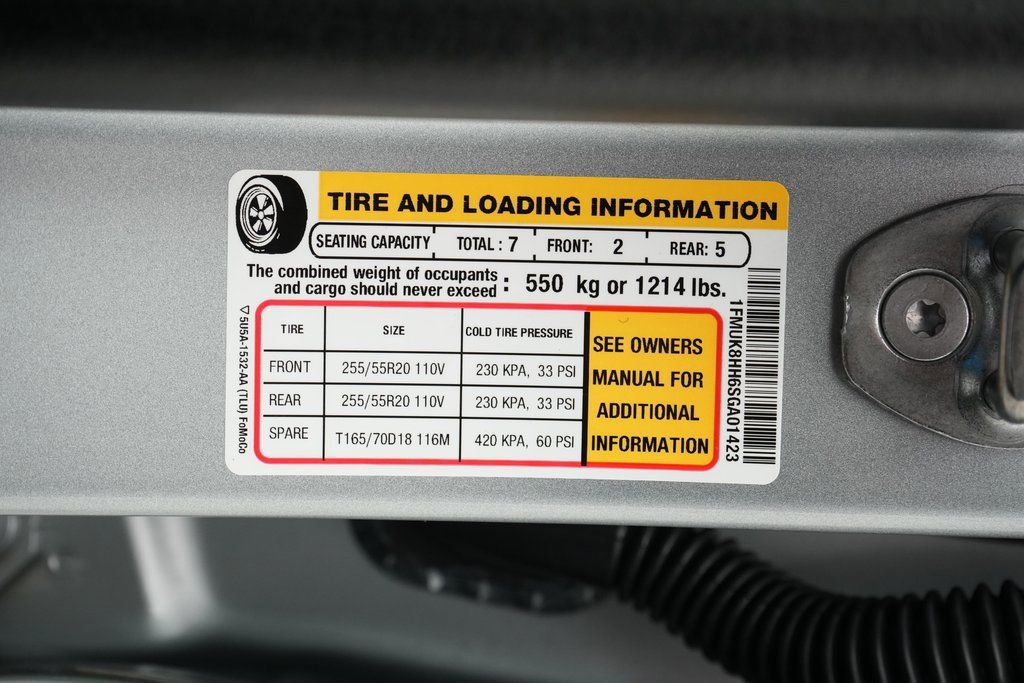 TIRE AND LOADING INFORMATION
SEATING CAPACITY TOTAL : 7 FRONT: 2 REAR: 5
The combined weight of occupants
and cargo should never exceed : 550 kg or 1214 lbs.
TIRE SIZE COLD TIRE PRESSURE
FRONT 255/55R20 110V 230 KPA, 33 PSI
REAR 255/55R20 110V 230 KPA, 33 PSI
SPARE T165/70D18 116M 420 KPA, 60 PSI
SEE OWNERS
MANUAL FOR
ADDITIONAL
INFORMATION
5U5A-1532-AA (TLU) FoMoCo
1FMUK8HH6SGA01423